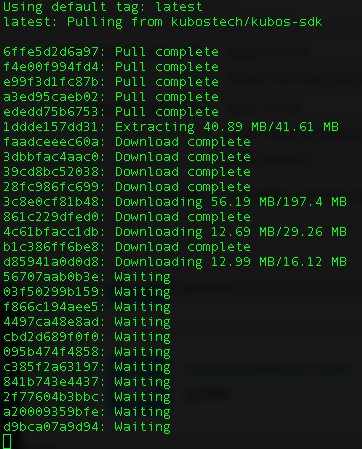 Using default tag: latest
latest: Pulling from kubostech/kubos-sdk
6ffe5d2d6a97: Pull complete
f4e00f994fd4: Pull complete
e99f3d1fc87b: Pull complete
a3ed95caeb02: Pull complete
ededd75b6753: Pull complete
1ddde157dd31: Extracting 40.89 MB/41.61 MB
faadceeec60a: Download complete
3dbbfac4aac0: Download complete
39cd8bc52038: Download complete
28fc986fc699: Download complete
3c8e0cf81b48: Downloading 56.19 MB/197.4 MB
861c229dfed0: Download complete
4c61bfacc1db: Downloading 12.69 MB/29.26 MB
b1c386ff6be8: Download complete
d85941a0d0d8: Downloading 12.99 MB/16.12 MB
56707aab0b3e: Waiting
03f50299b159: Waiting
f866c194aee5: Waiting
4497ca48e8ad: Waiting
cbd2d689f0f0: Waiting
095b474f4858: Waiting
c385f2a63197: Waiting
841b743e4437: Waiting
2f77604b3bbc: Waiting
a20009359bfe: Waiting
d9bca07a9d94: Waiting